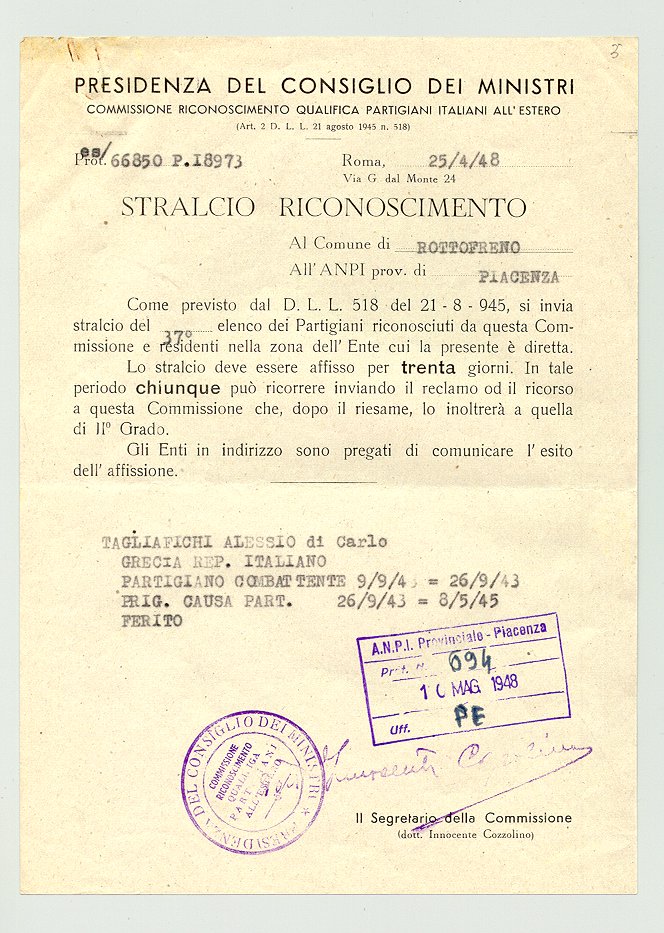 3
PRESIDENZA DEL CONSIGLIO DEI MINISTRI
COMMISSIONE RICONOSCIMENTO QUALIFICA PARTIGIANI ITALIANI ALL'ESTERO
(Art. 2 D. L. L. 21 agosto 1945 n. 518)
es/
Prot. 66850 P.I8973 Roma, 25/4/48
Via G. dal Monte 24
STRALCIO RICONOSCIMENTO
Al Comune di ROTTOFRENO
All'ANPI prov. di PIACENZA
Come previsto dal D. L. L. 518 del 21 - 8 - 945, si invia
stralcio del 37° elenco dei Partigiani riconosciuti da questa Com-
missione e residenti nella zona dell' Ente cui la presente è diretta.
Lo stralcio deve essere affisso per trenta giorni. In tale
periodo chiunque può ricorrere inviando il reclamo od il ricorso
a questa Commissione che, dopo il riesame, lo inoltrerà a quella
di II° Grado.
Gli Enti in indirizzo sono pregati di comunicare l' esito
dell' affissione.
TAGLIAFICHI ALESSIO di Carlo
GRECIA REP. ITALIANO
PARTIGIANO COMBATTENTE 9/9/43 = 26/9/43
PRIG. CAUSA PART. 26/9/43 = 8/5/45
FERITO
A.N.P.I. Provinciale - Piacenza
Prot. N. 094
10 MAG 1948
Uff. PE
PRESIDENZA DEL CONSIGLIO DEI MINISTRI
COMMISSIONE
RICONOSCIMENTO
QUALIFICA
PARTIGIANI
ALL'ESTERO
Il Segretario della Commissione
(dott. Innocente Cozzolino)